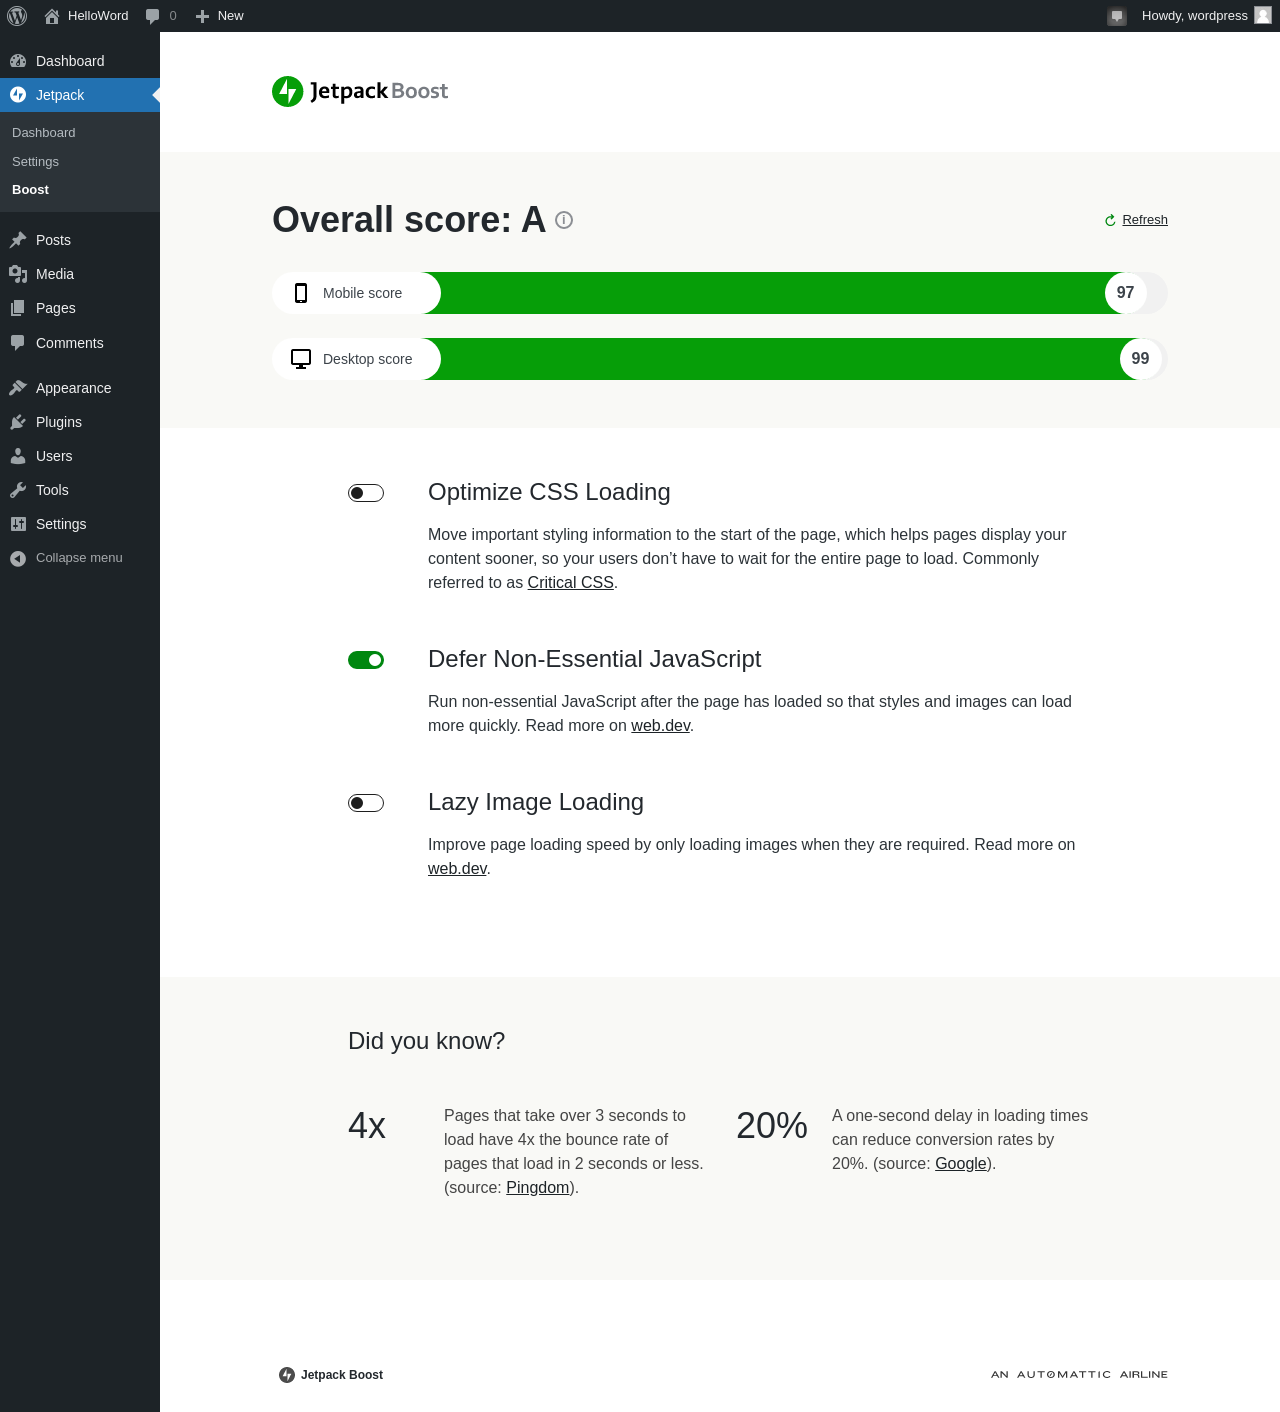 HelloWord
0
New
Howdy, wordpress
Dashboard
Jetpack
Dashboard
Settings
Boost
Posts
Media
Pages
Comments
Appearance
Plugins
Users
Tools
Settings
Collapse menu
Jetpack Boost
Overall score: A
Refresh
Mobile score
97
Desktop score
99
Optimize CSS Loading
Move important styling information to the start of the page, which helps pages display your
content sooner, so your users don’t have to wait for the entire page to load. Commonly
referred to as Critical CSS.
Defer Non-Essential JavaScript
Run non-essential JavaScript after the page has loaded so that styles and images can load
more quickly. Read more on web.dev.
Lazy Image Loading
Improve page loading speed by only loading images when they are required. Read more on
web.dev.
Did you know?
4x
Pages that take over 3 seconds to
load have 4x the bounce rate of
pages that load in 2 seconds or less.
(source: Pingdom).
20%
A one-second delay in loading times
can reduce conversion rates by
20%. (source: Google).
Jetpack Boost
AN AUTOMATTIC AIRLINE